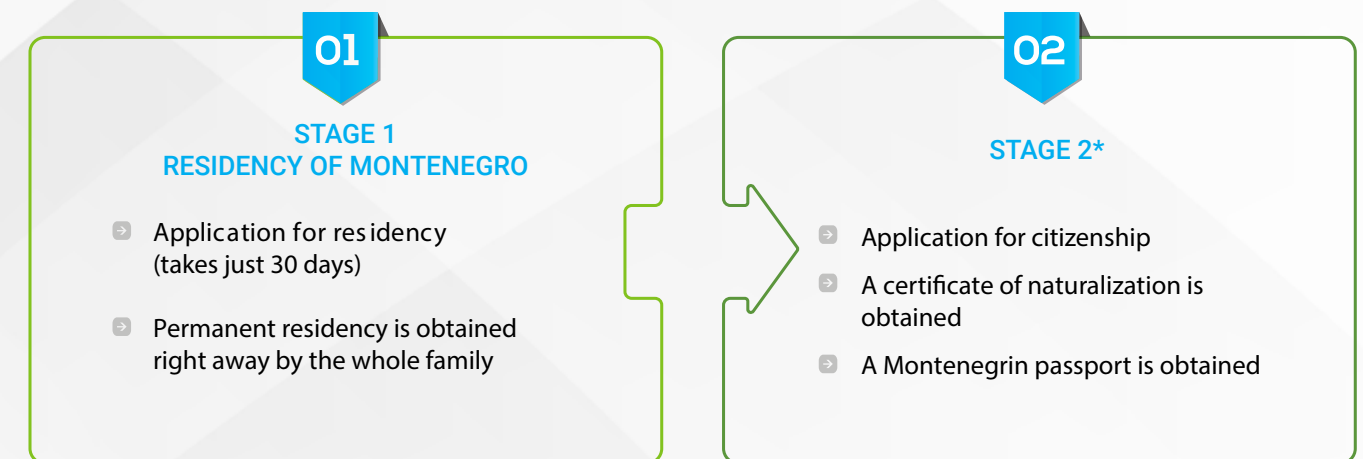 01
STAGE 1
RESIDENCY OF MONTENEGRO
Application for residency
(takes just 30 days)
Permanent residency is obtained
right away by the whole family
02
STAGE 2*
Application for citizenship
A certificate of naturalization is
obtained
A Montenegrin passport is obtained